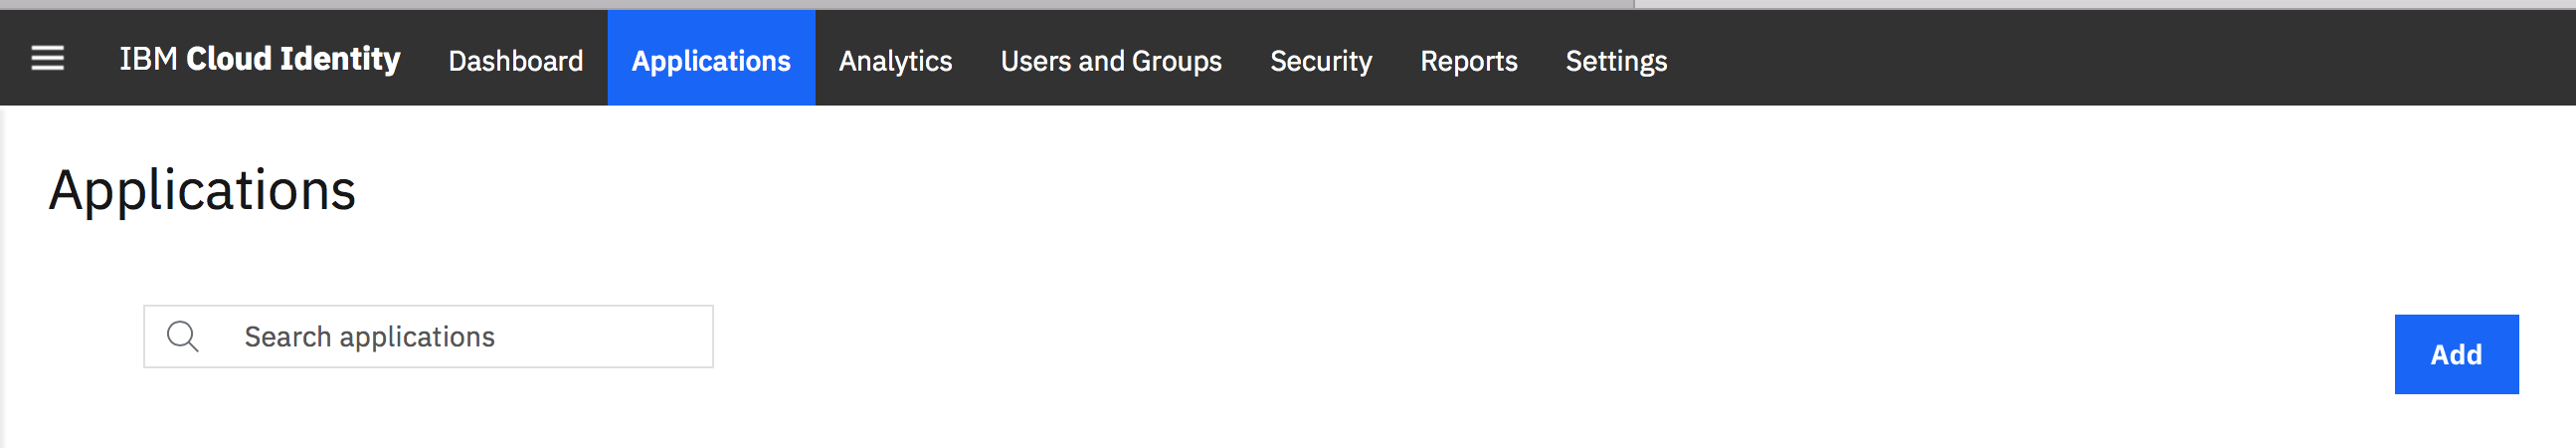 IBM Cloud Identity Dashboard Applications Analytics Users and Groups Security Reports Settings
Applications
Search applications
Add